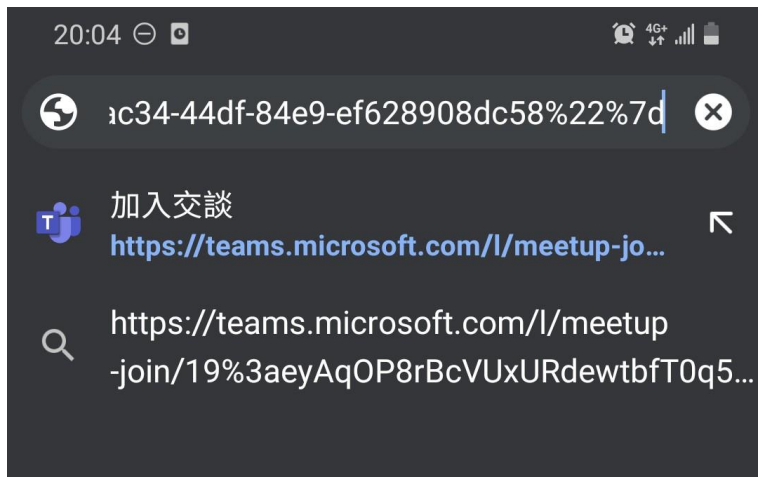 20:04
4G+
ac34-44df-84e9-ef628908dc58%22%7d
加入交談
https://teams.microsoft.com/l/meetup-jo...
https://teams.microsoft.com/l/meetup
-join/19%3aeyAqOP8rBcVUxURdewtbfT0q5...